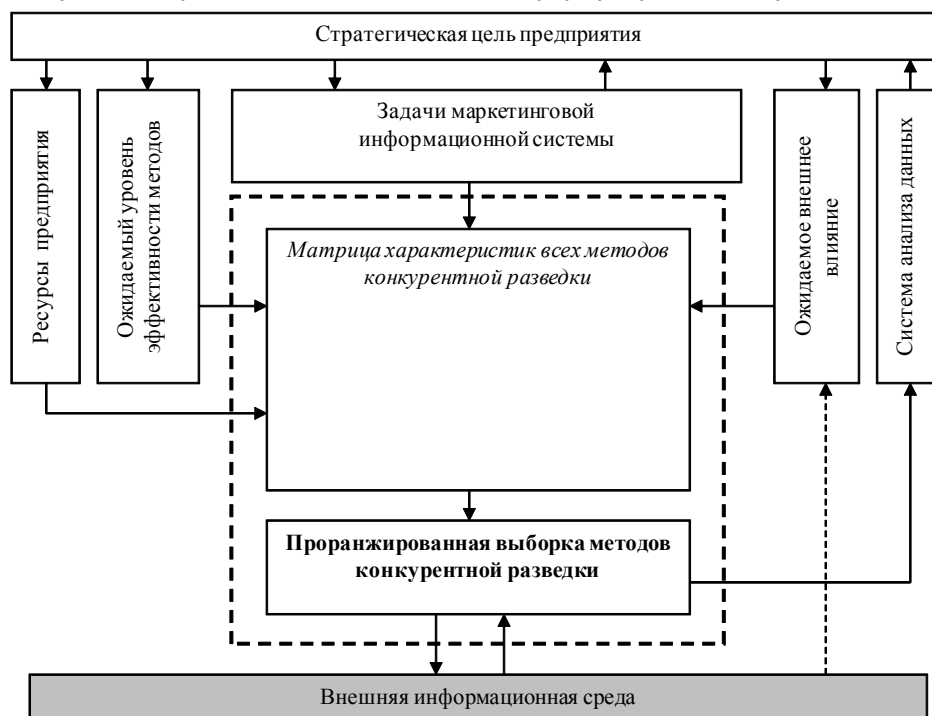 Стратегическая цель предприятия
Задачи маркетинговой
информационной системы
Ресурсы предприятия
Ожидаемый уровень
эффективности методов
Матрица характеристик всех методов
конкурентной разведки
Ожидаемое внешнее
влияние
Система анализа данных
Проранжированная выборка методов
конкурентной разведки
Внешняя информационная среда